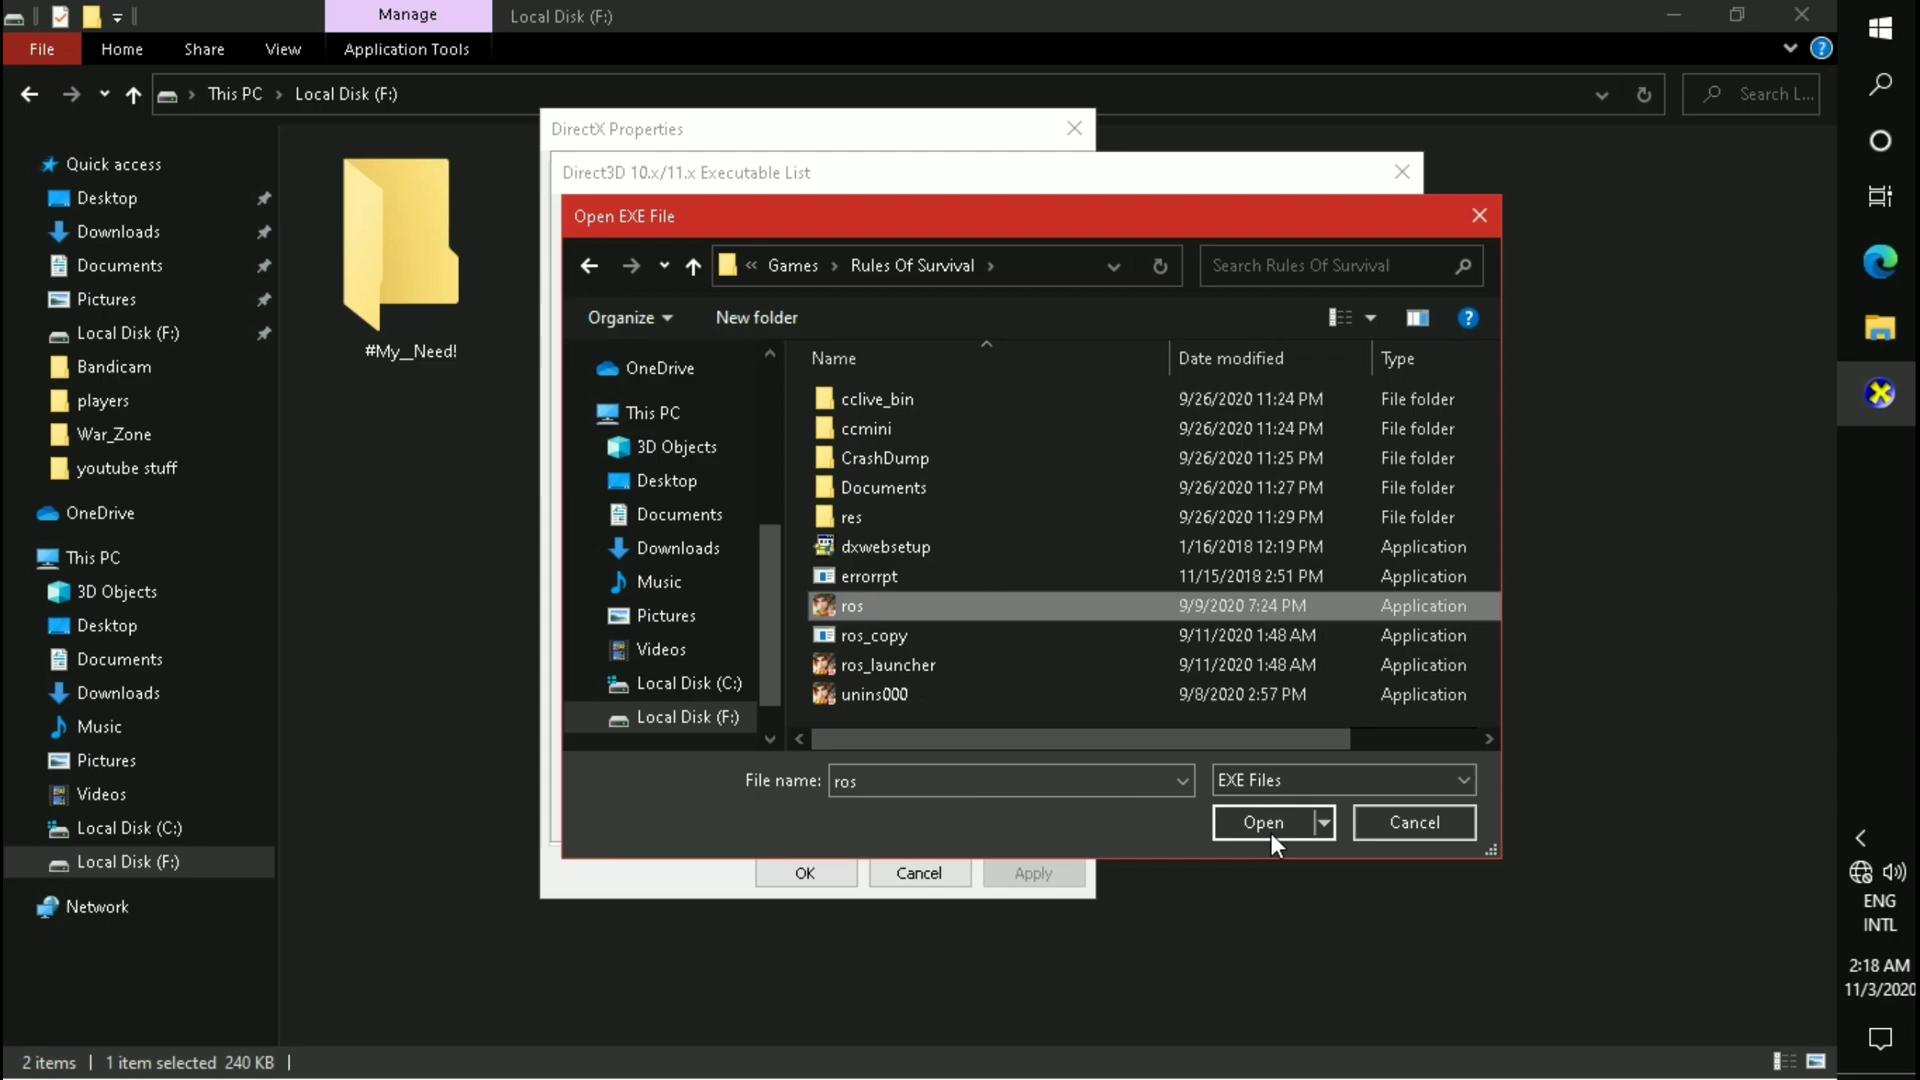 Manage
Local Disk (F:)
File
Home
Share
View
Application Tools
This PC
Local Disk (F:)
Search L...
Quick access
Desktop
Downloads
Documents
Pictures
Local Disk (F:)
Bandicam
players
War_Zone
youtube stuff
OneDrive
This PC
3D Objects
Desktop
Documents
Downloads
Music
Pictures
Videos
Local Disk (C:)
Local Disk (F:)
Network
#My__Need!
DirectX Properties
Direct3D 10.x/11.x Executable List
Open EXE File
« Games › Rules Of Survival ›
Search Rules Of Survival
Organize
New folder
OneDrive
This PC
3D Objects
Desktop
Documents
Downloads
Music
Pictures
Videos
Local Disk (C:)
Local Disk (F:)
Name Date modified Type
cclive_bin 9/26/2020 11:24 PM File folder
ccmini 9/26/2020 11:24 PM File folder
CrashDump 9/26/2020 11:25 PM File folder
Documents 9/26/2020 11:27 PM File folder
res 9/26/2020 11:29 PM File folder
dxwebsetup 1/16/2018 12:19 PM Application
errorrpt 11/15/2018 2:51 PM Application
ros 9/9/2020 7:24 PM Application
ros_copy 9/11/2020 1:48 AM Application
ros_launcher 9/11/2020 1:48 AM Application
unins000 9/8/2020 2:57 PM Application
File name: ros
EXE Files
Open
Cancel
OK
Cancel
Apply
ENG
INTL
2:18 AM
11/3/2020
2 items
1 item selected 240 KB